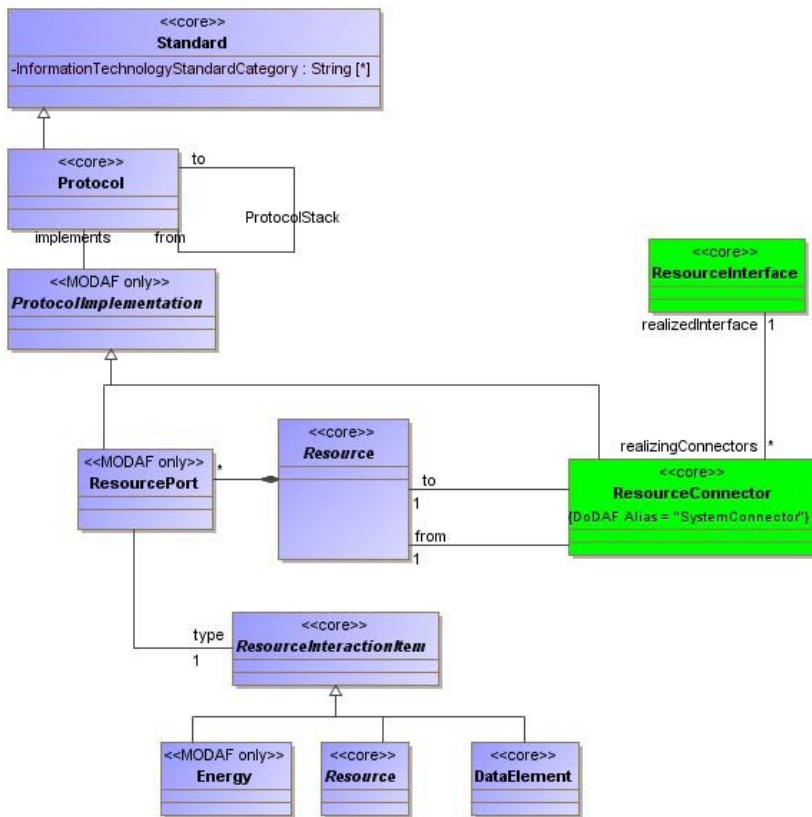 <<core>>
Standard
-InformationTechnologyStandardCategory : String [*]
<<core>>
Protocol
to
ProtocolStack
implements
from
<<MODAF only>>
ProtocolImplementation
<<core>>
ResourceInterface
realizedInterface 1
<<MODAF only>>
ResourcePort
*
<<core>>
Resource
to
1
from
1
realizingConnectors *
<<core>>
ResourceConnector
{DoDAF Alias = "SystemConnector"}
type
1
<<core>>
ResourceInteractionItem
<<MODAF only>>
Energy
<<core>>
Resource
<<core>>
DataElement